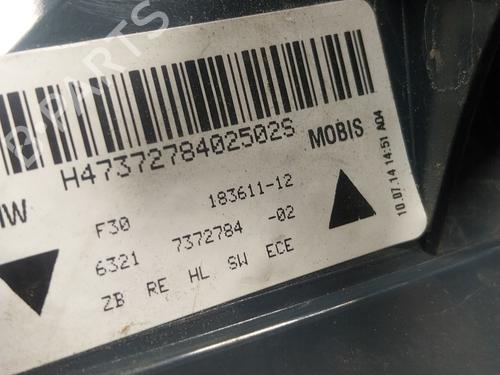 H4737278402502S
MOBIS
10.07.14 14:51 A04
F30 183611-12
6321 7372784 -02
ZB RE HL SW ECE
B-PARTS